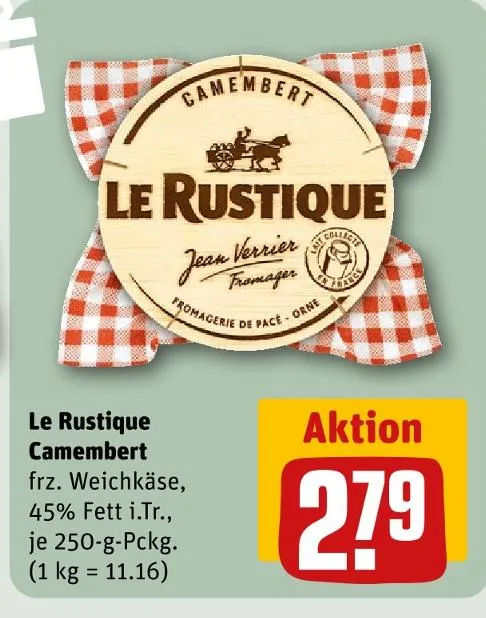 CAMEMBERT
LE RUSTIQUE
Jean Verrier
Fromager
LAIT COLLECTÉ
EN FRANCE
FROMAGERIE DE PACÉ - ORNE
Le Rustique
Camembert
frz. Weichkäse,
45% Fett i.Tr.,
je 250-g-Pckg.
(1 kg = 11.16)
Aktion
2.79